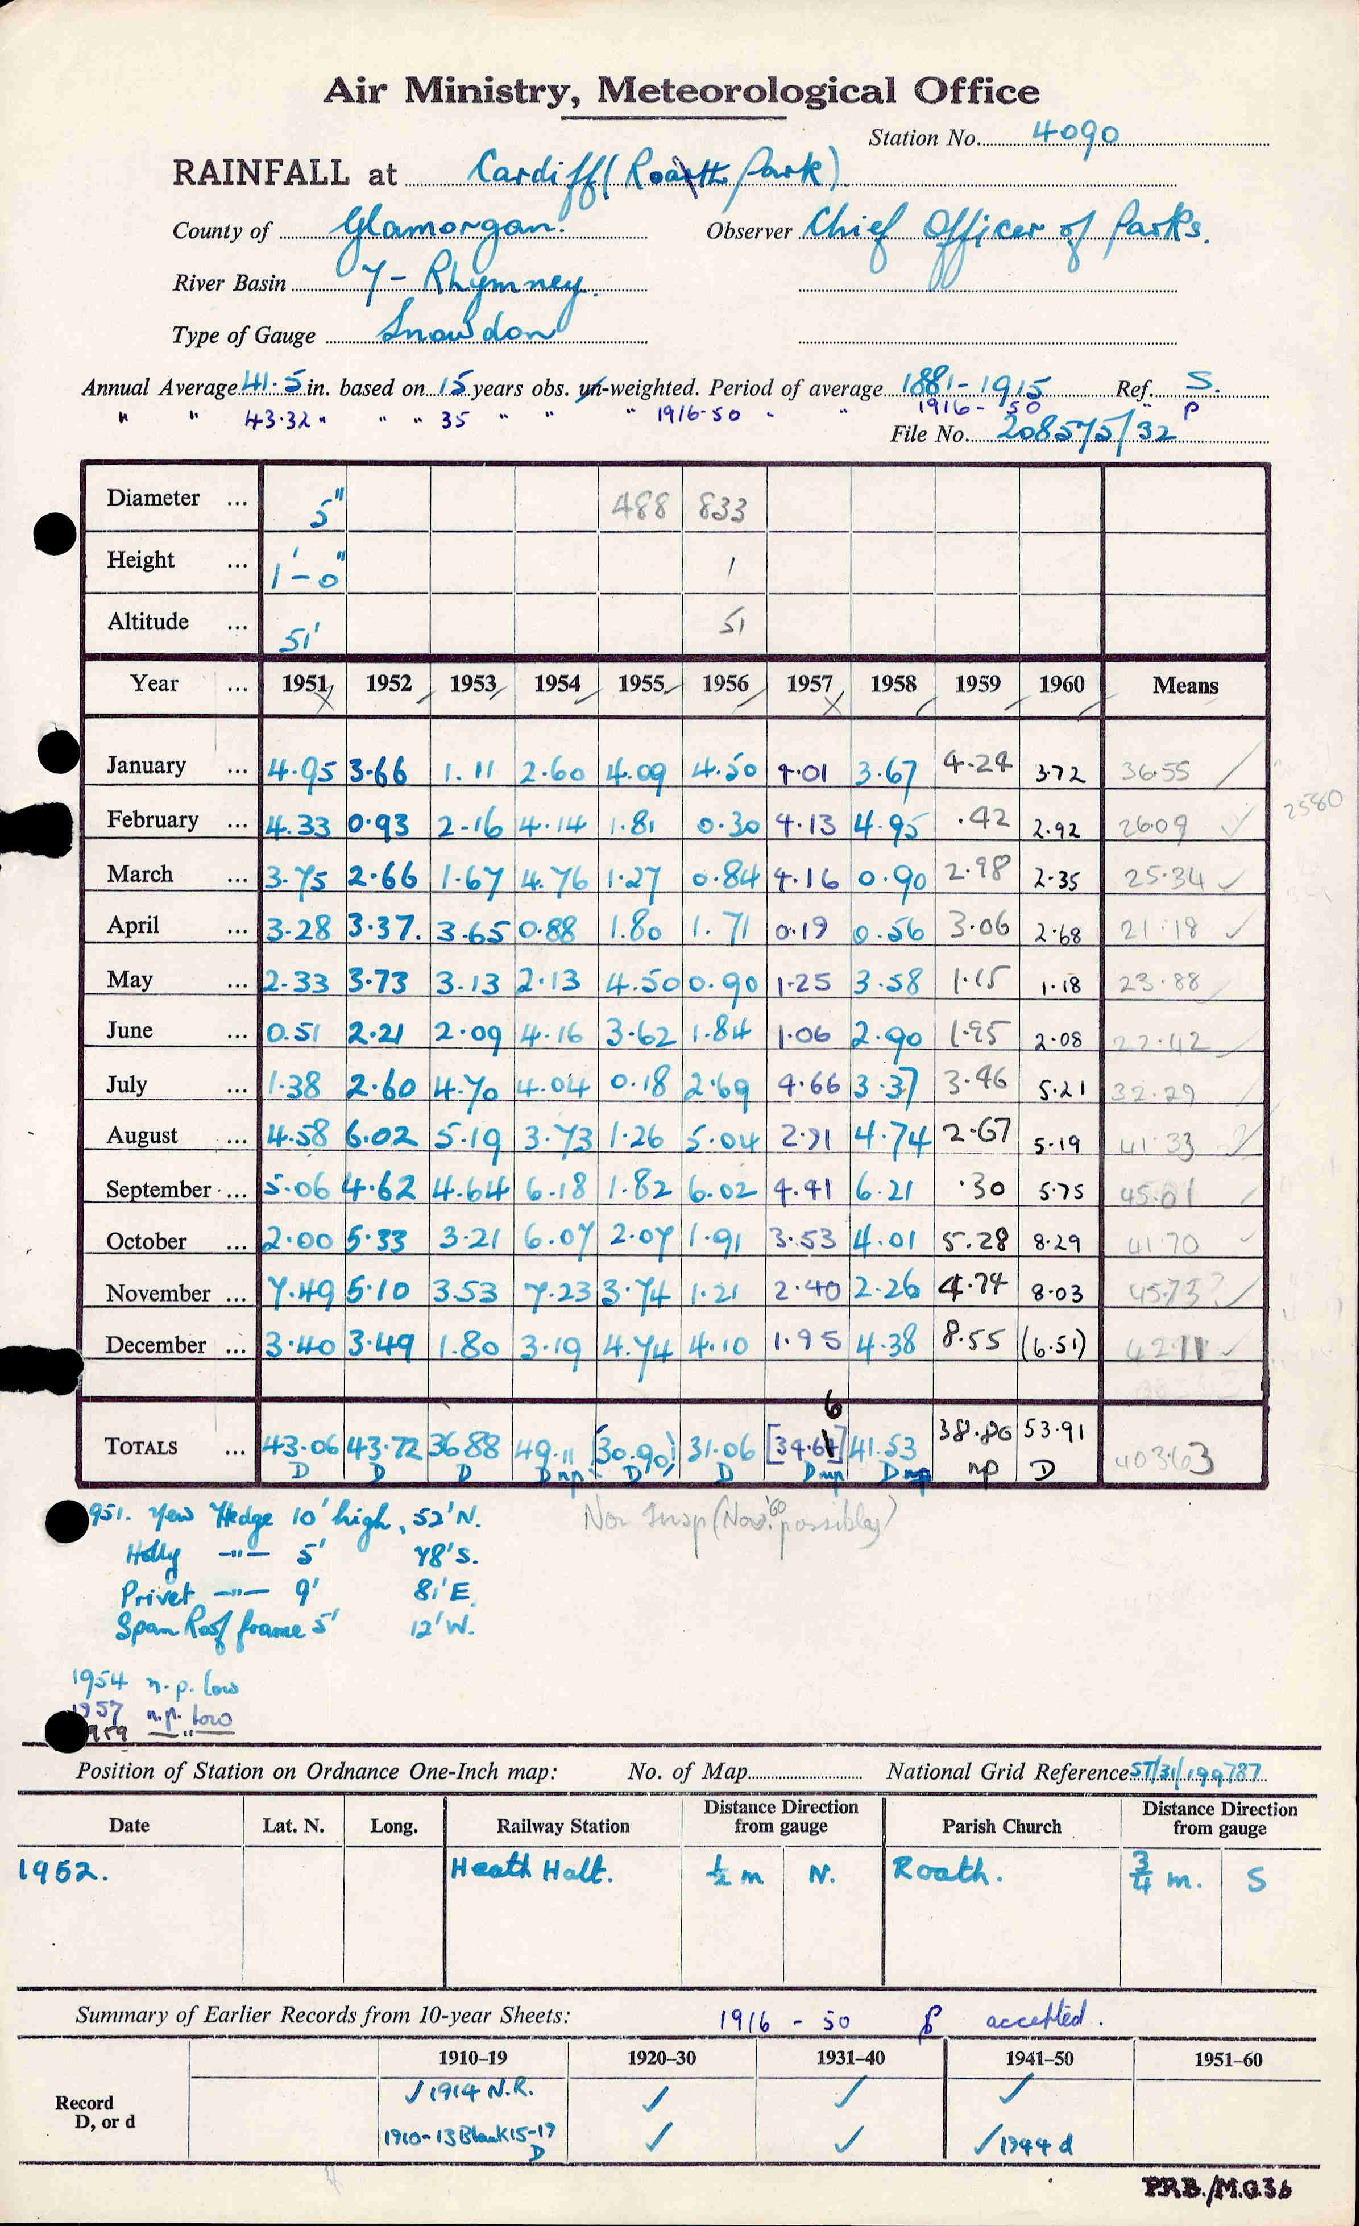 Air Ministry, Meteorological Office
Station No. 4090
RAINFALL at Cardiff (Roath Park)
County of Glamorgan. Observer Chief Officer of Parks.
River Basin 7 - Rhymney.
Type of Gauge Snowdon
Annual Average 41.5 in. based on 15 years obs. un-weighted. Period of average 1881-1915 Ref. S.
" " 43.32 " " " 35 " " " 1916-50 " " 1916-50 " P
File No. 208575/32
Diameter ... 5" 488 833
Height ... 1'-0" 1
Altitude ... 51' 51
Year ... 1951 1952 1953 1954 1955 1956 1957 1958 1959 1960 Means
January ... 4.95 3.66 1.11 2.60 4.09 4.50 4.01 3.67 4.24 3.72 36.55
February ... 4.33 0.93 2.16 4.14 1.81 0.30 4.13 4.95 .42 2.92 26.09 2580
March ... 3.75 2.66 1.67 4.76 1.27 0.84 4.16 0.90 2.98 2.35 25.34
April ... 3.28 3.37. 3.65 0.88 1.80 1.71 0.19 0.56 3.06 2.68 21.18
May ... 2.33 3.73 3.13 2.13 4.50 0.90 1.25 3.58 1.15 1.18 23.88
June ... 0.51 2.21 2.09 4.16 3.62 1.84 1.06 2.90 1.95 2.08 22.42
July ... 1.38 2.60 4.70 4.04 0.18 2.69 4.66 3.37 3.46 5.21 32.29
August ... 4.58 6.02 5.19 3.73 1.26 5.04 2.91 4.74 2.67 5.19 41.33
September ... 5.06 4.62 4.64 6.18 1.82 6.02 4.41 6.21 .30 5.75 45.01
October ... 2.00 5.33 3.21 6.07 2.07 1.91 3.53 4.01 5.28 8.29 41.70
November ... 7.49 5.10 3.53 7.23 3.74 1.21 2.40 2.26 4.74 8.03 45.73
December ... 3.40 3.49 1.80 3.19 4.74 4.10 1.95 4.38 8.55 (6.51) 42.11
6
TOTALS ... 43.06 43.72 36.88 49.11 (30.90) 31.06 [34.61] 41.53 38.80 53.91 403.63
D D D D np D D D np D np np D
1951. Yew Hedge 10' high, 52' N.
Holly -"- 5' 78' S.
Privet -"- 9' 81' E.
Span Roof frame 5' 12' W.
Non Insp (Nov. '60 possibly)
1954 n.p. low
1957 n.p. low
1959 -"-
Position of Station on Ordnance One-Inch map: No. of Map National Grid Reference ST/31/199787
Date Lat. N. Long. Railway Station Distance Direction from gauge Parish Church Distance Direction from gauge
1952. Heath Halt. ½ m N. Roath. ¾ m. S
Summary of Earlier Records from 10-year Sheets: 1916 - 50 P accepted.
1910–19 1920–30 1931–40 1941–50 1951–60
Record D, or d
✓ 1914 N.R. ✓ ✓ ✓
1910-13 Blank 15-19 D ✓ ✓ ✓ 1944 d
P.R.B./M.O.36